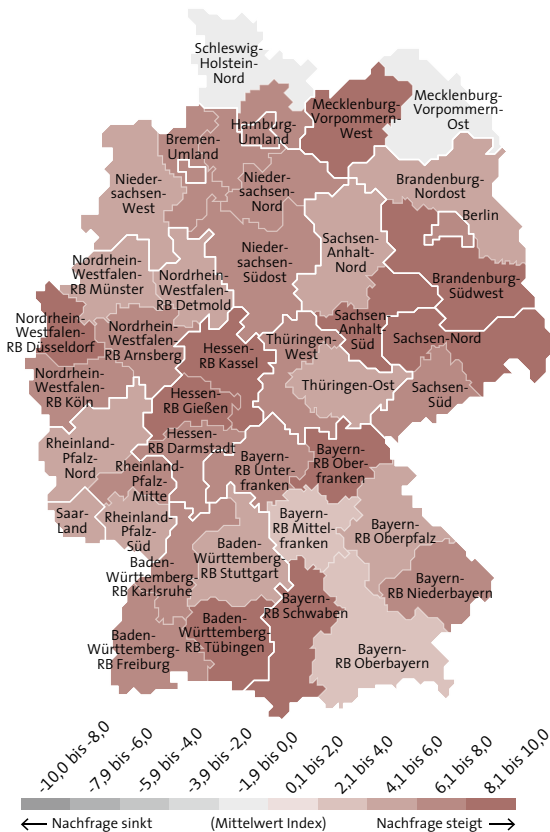 Schleswig-
Holstein-
Nord
Mecklenburg-
Vorpommern-
West
Mecklenburg-
Vorpommern-
Ost
Hamburg-
Umland
Bremen-
Umland
Nieder-
sachsen-
West
Nieder-
sachsen-
Nord
Brandenburg-
Nordost
Berlin
Nieder-
sachsen-
Südost
Sachsen-
Anhalt-
Nord
Nordrhein-
Westfalen-
RB Münster
Nordrhein-
Westfalen-
RB Detmold
Brandenburg-
Südwest
Nordrhein-
Westfalen-
RB Düsseldorf
Nordrhein-
Westfalen-
RB Arnsberg
Hessen-
RB Kassel
Thüringen-
West
Sachsen-
Anhalt-
Süd
Sachsen-Nord
Nordrhein-
Westfalen-
RB Köln
Hessen-
RB Gießen
Thüringen-Ost
Sachsen-
Süd
Rheinland-
Pfalz-
Nord
Hessen-
RB Darmstadt
Rheinland-
Pfalz-
Mitte
Bayern-
RB Unter-
franken
Bayern-
RB Ober-
franken
Saar-
Land
Rheinland-
Pfalz-
Süd
Bayern-
RB Mittel-
franken
Bayern-
RB Oberpfalz
Baden-
Württemberg-
RB Stuttgart
Baden-
Württemberg-
RB Karlsruhe
Bayern-
RB Niederbayern
Bayern-
RB Schwaben
Baden-
Württemberg-
RB Tübingen
Baden-
Württemberg-
RB Freiburg
Bayern-
RB Oberbayern
-10,0 bis -8,0
-7,9 bis -6,0
-5,9 bis -4,0
-3,9 bis -2,0
-1,9 bis 0,0
0,1 bis 2,0
2,1 bis 4,0
4,1 bis 6,0
6,1 bis 8,0
8,1 bis 10,0
← Nachfrage sinkt (Mittelwert Index) Nachfrage steigt →